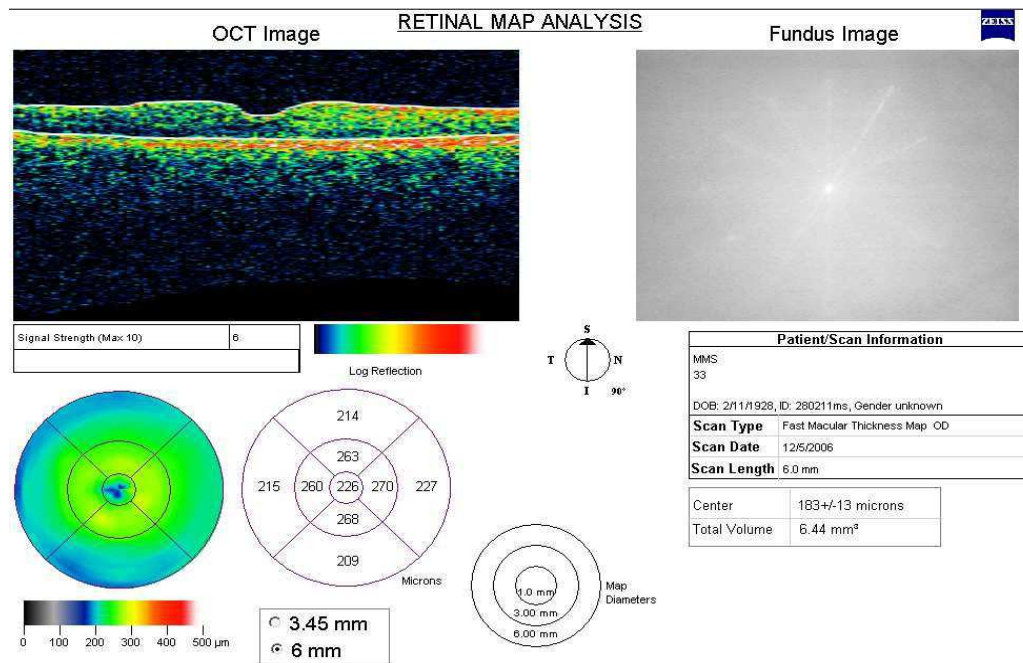 RETINAL MAP ANALYSIS
ZEISS
OCT Image
Fundus Image
Signal Strength (Max 10) 6
Log Reflection
S
T N
I 90°
Patient/Scan Information
MMS
33
DOB: 2/11/1928, ID: 280211ms, Gender unknown
Scan Type Fast Macular Thickness Map OD
Scan Date 12/5/2006
Scan Length 6.0 mm
Center 183+/-13 microns
Total Volume 6.44 mm³
214
263
215 260 226 270 227
268
209
Microns
1.0 mm
3.00 mm
6.00 mm
Map
Diameters
0 100 200 300 400 500 µm
3.45 mm
6 mm